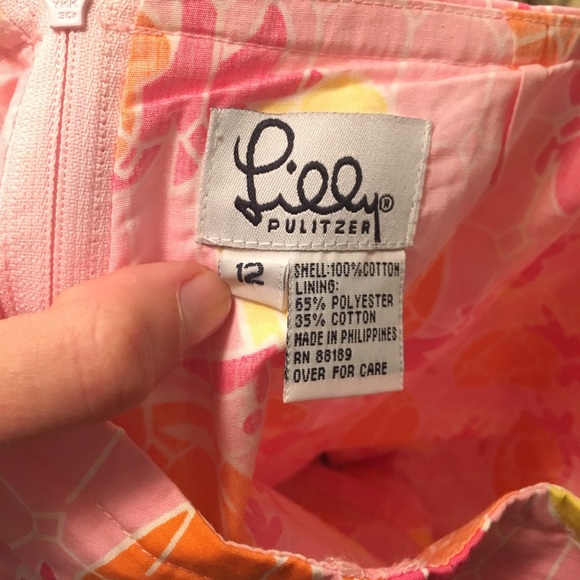 YKK
Lilly®
PULITZER
12
SHELL:100%COTTON
LINING:
65% POLYESTER
35% COTTON
MADE IN PHILIPPINES
RN 88189
OVER FOR CARE